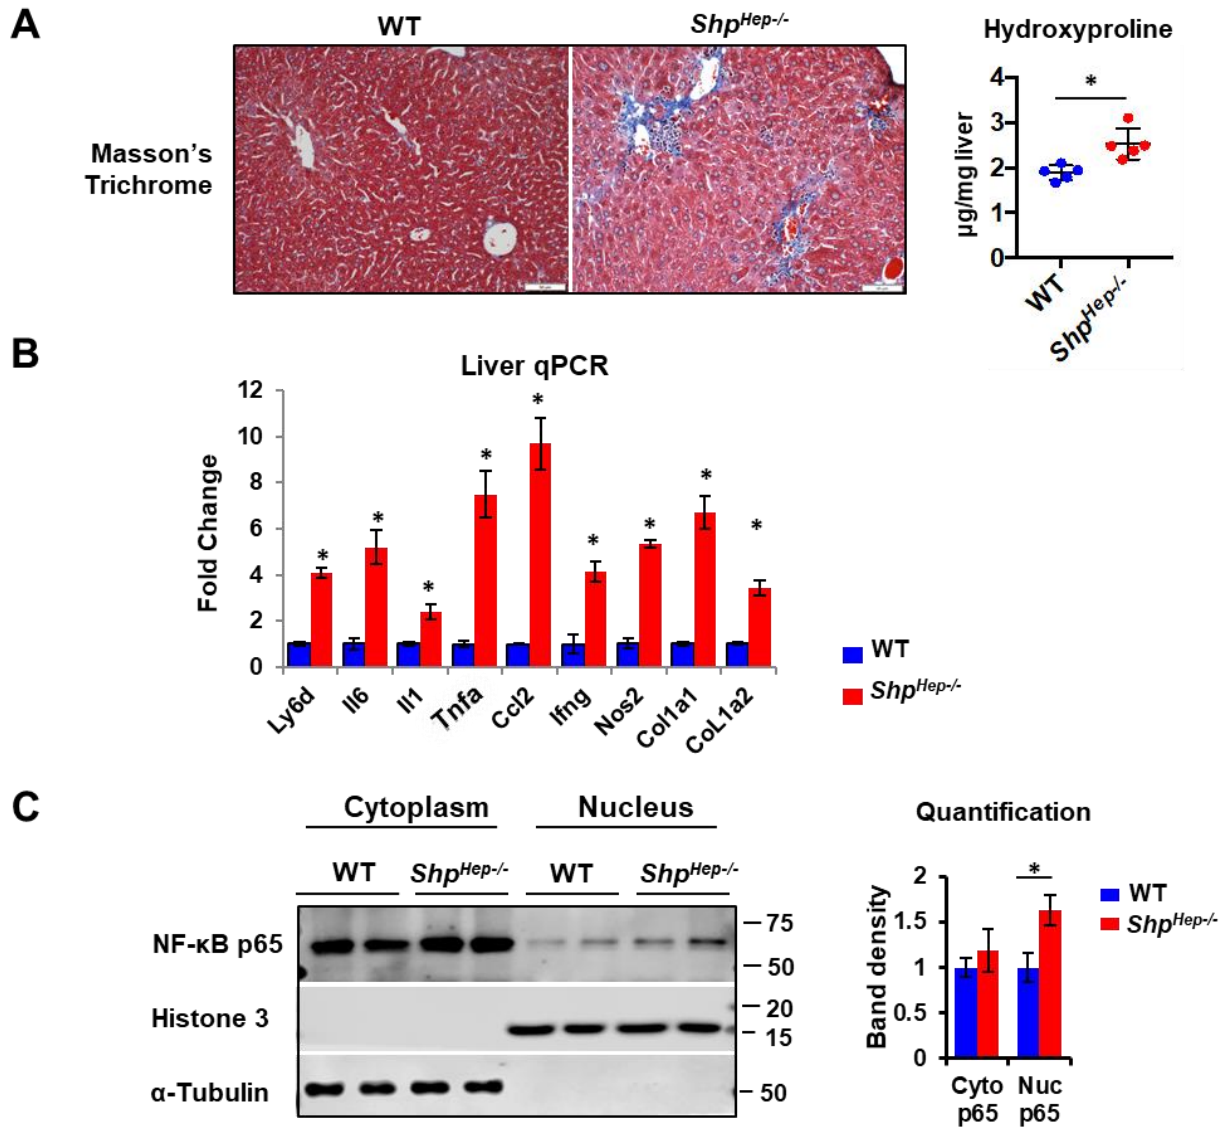 A
WT
Shp^Hep-/-
Hydroxyproline
Masson's
Trichrome
µg/mg liver
4
3
2
1
0
*
WT
Shp^Hep-/-
B
Liver qPCR
Fold Change
12
10
8
6
4
2
0
* * * * * * * * *
Ly6d Il6 Il1 Tnfa Ccl2 Ifng Nos2 Col1a1 CoL1a2
WT
Shp^Hep-/-
C
Cytoplasm Nucleus
WT Shp^Hep-/- WT Shp^Hep-/-
NF-κB p65
75
50
Histone 3
20
15
α-Tubulin
50
Quantification
Band density
2
1.5
1
0.5
0
*
WT
Shp^Hep-/-
Cyto Nuc
p65 p65